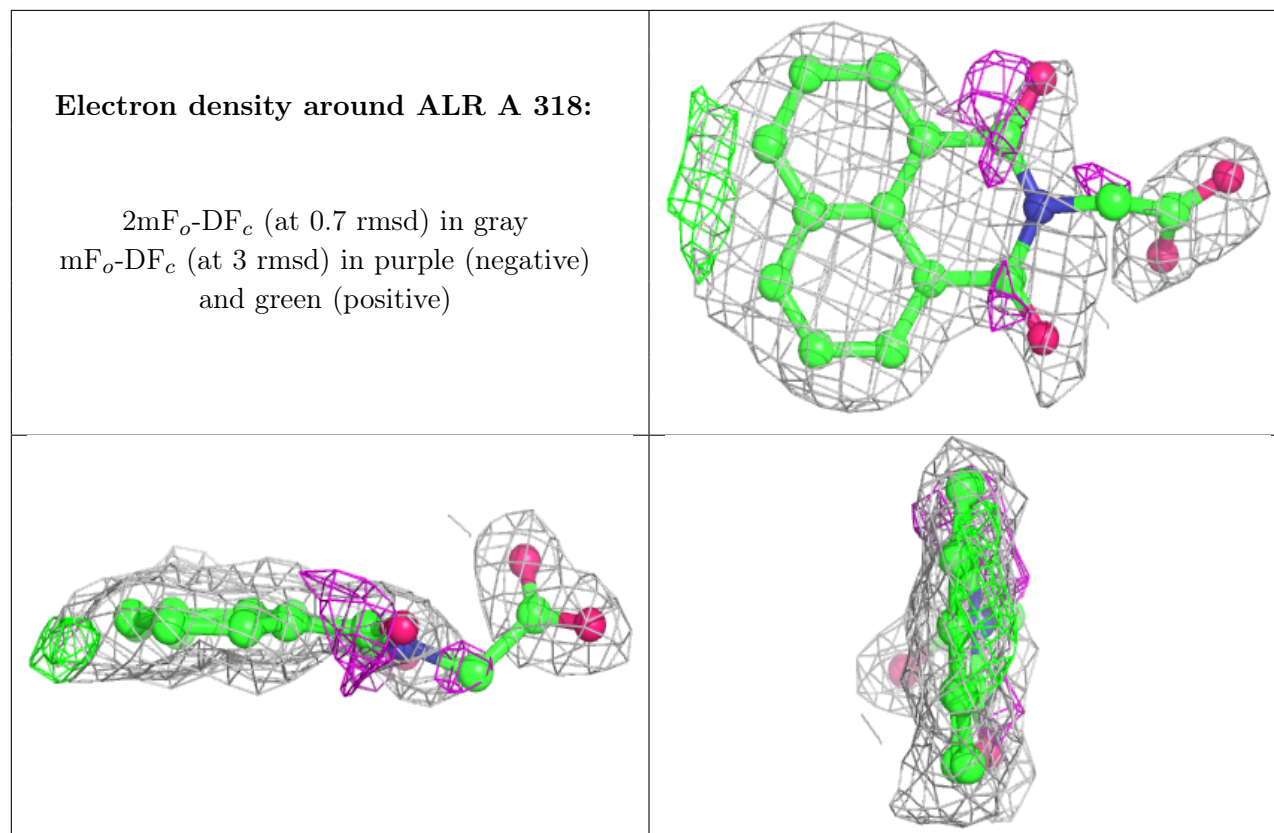 Electron density around ALR A 318:
2mFₒ-DF𝒸 (at 0.7 rmsd) in gray
mFₒ-DF𝒸 (at 3 rmsd) in purple (negative)
and green (positive)